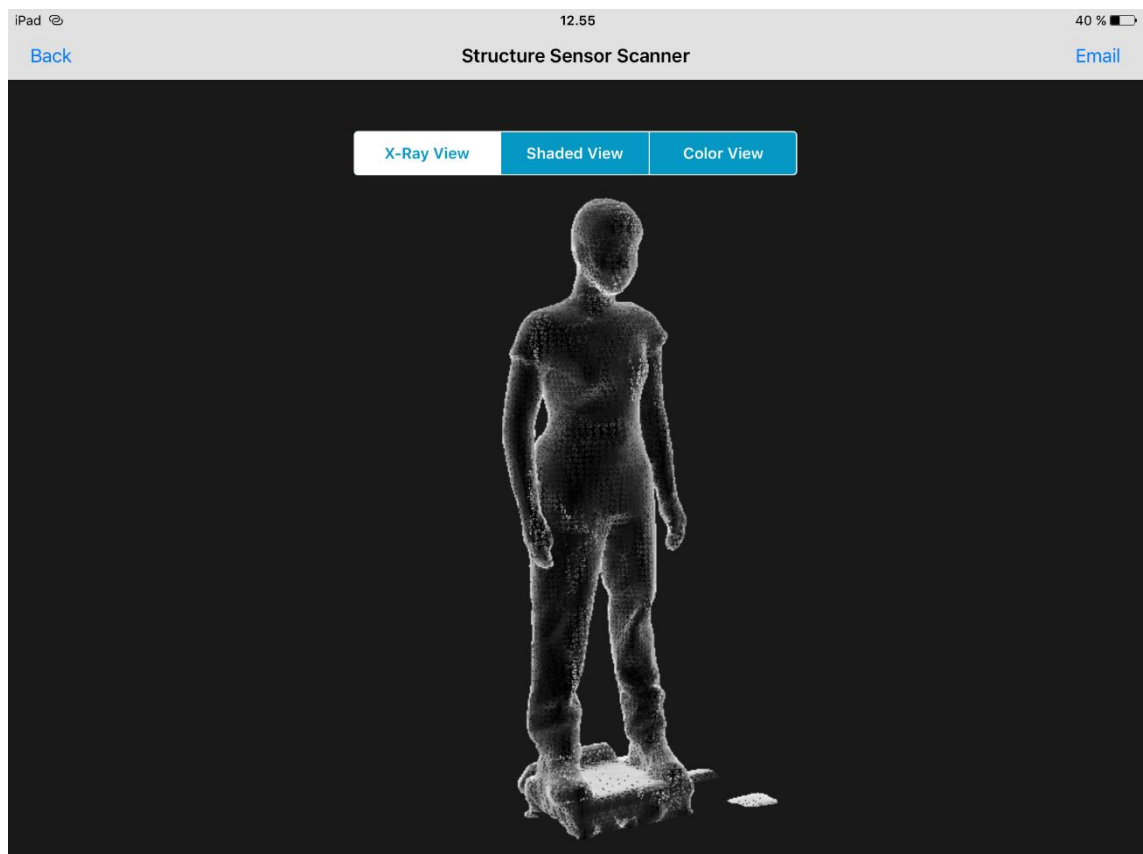 iPad 12.55 40 %
Back Structure Sensor Scanner Email
X-Ray View Shaded View Color View